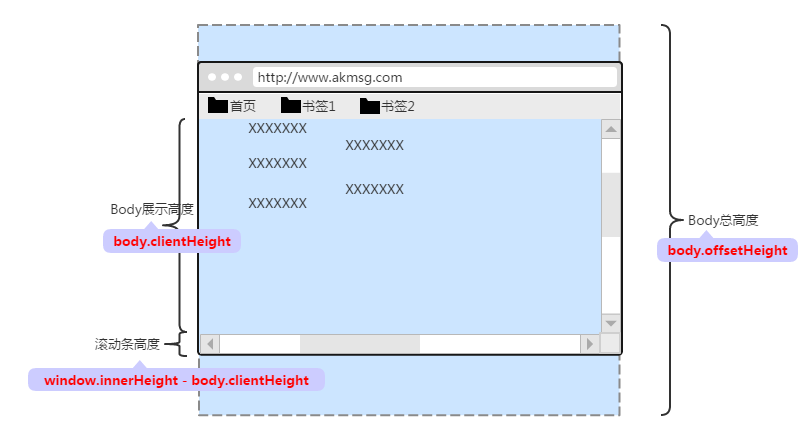 http://www.akmsg.com
首页 书签1 书签2
XXXXXXX
XXXXXXX
XXXXXXX
XXXXXXX
XXXXXXX
Body展示高度
body.clientHeight
Body总高度
body.offsetHeight
滚动条高度
window.innerHeight - body.clientHeight